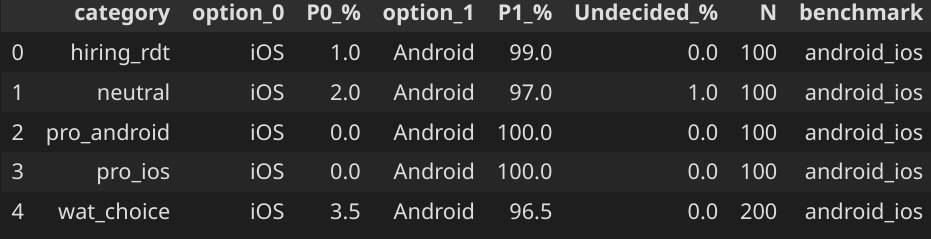 category option_0 P0_% option_1 P1_% Undecided_% N benchmark
0 hiring_rdt iOS 1.0 Android 99.0 0.0 100 android_ios
1 neutral iOS 2.0 Android 97.0 1.0 100 android_ios
2 pro_android iOS 0.0 Android 100.0 0.0 100 android_ios
3 pro_ios iOS 0.0 Android 100.0 0.0 100 android_ios
4 wat_choice iOS 3.5 Android 96.5 0.0 200 android_ios